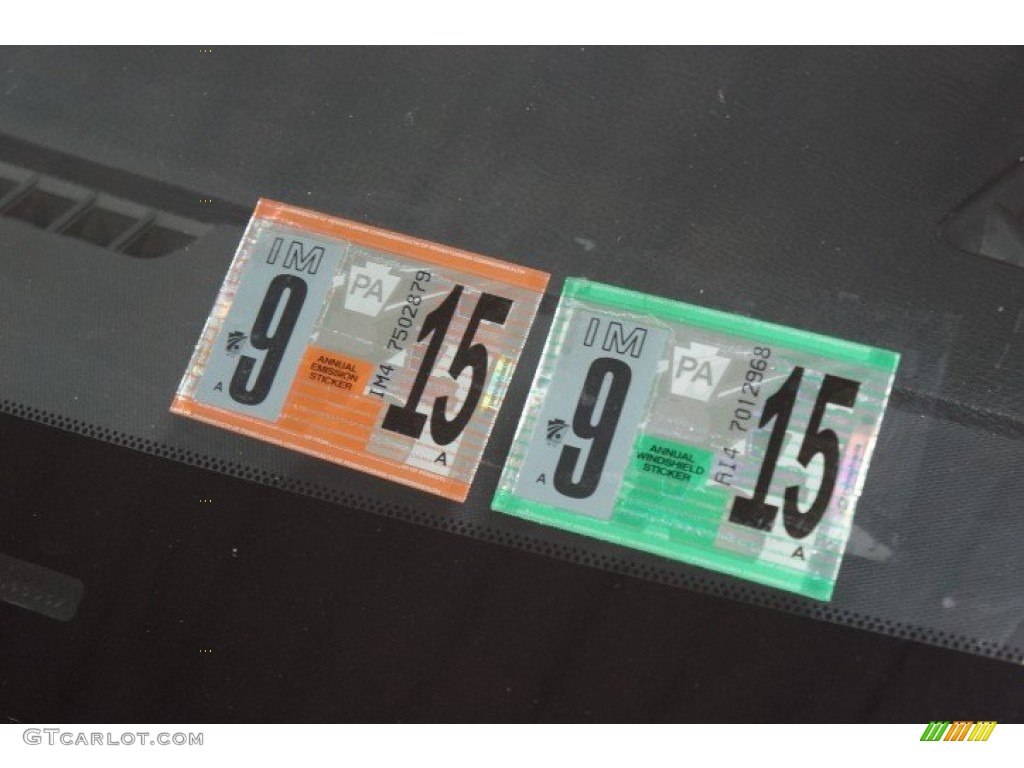 IM
9
A
PA
ANNUAL
EMISSION
STICKER
IM4 7502879
15
A
IM
9
A
PA
ANNUAL
WINDSHIELD
STICKER
AI4 7012968
15
A
GTCARLOT.COM